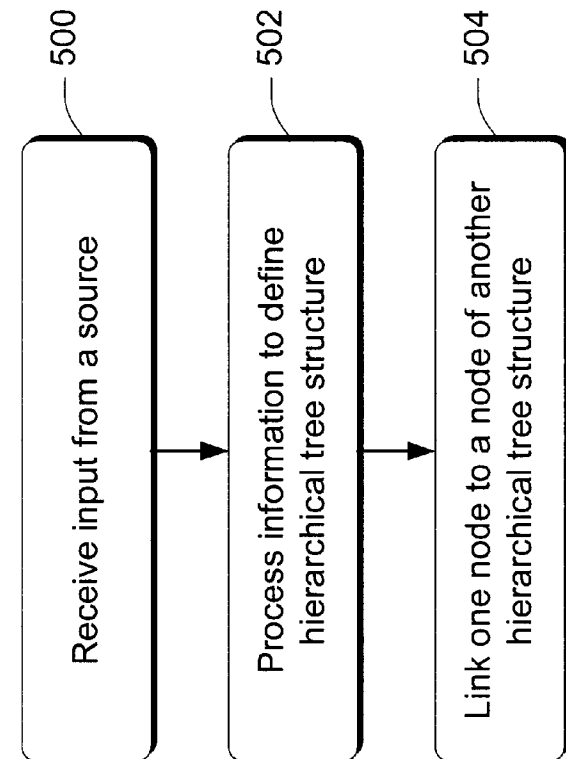 500
Receive input from a source
502
Process information to define
hierarchical tree structure
504
Link one node to a node of another
hierarchical tree structure